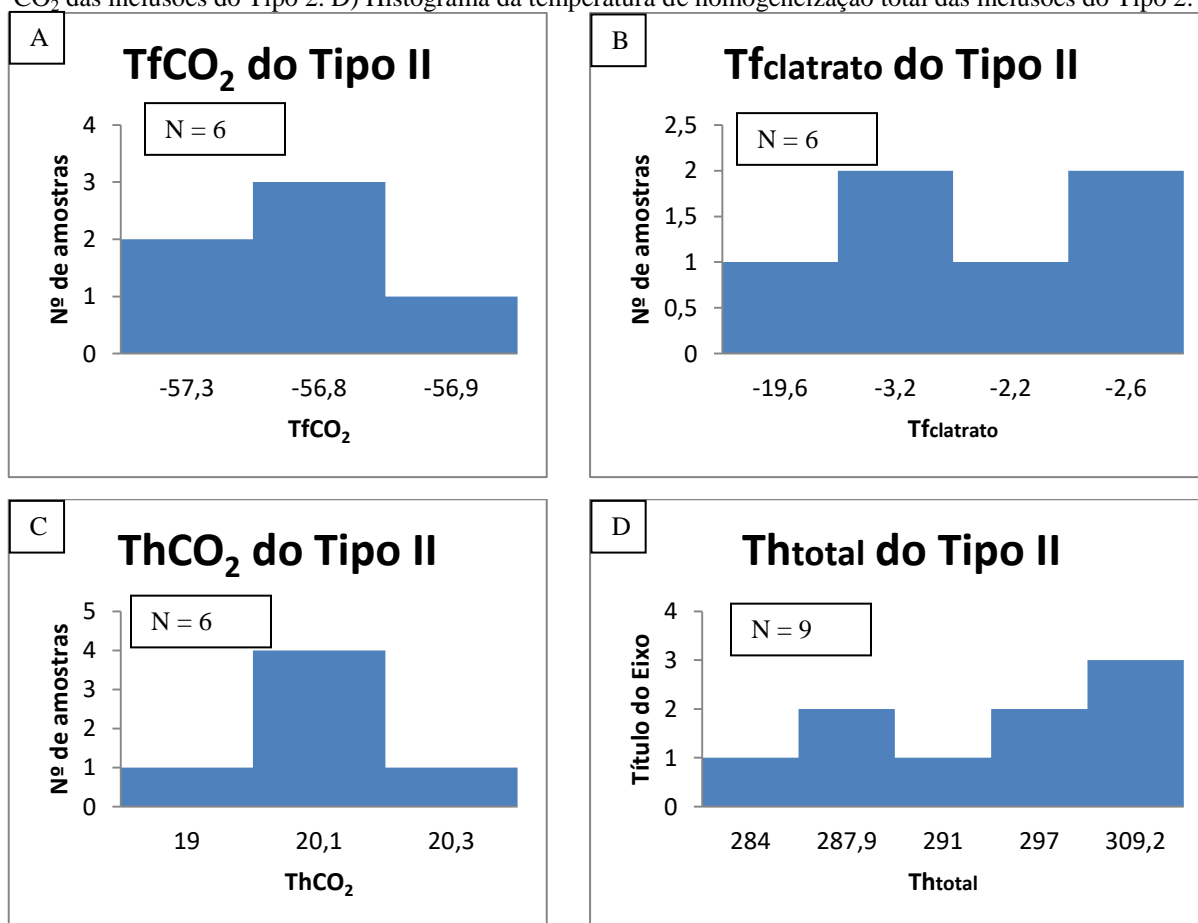 CO₂ das inclusões do Tipo 2. D) Histograma da temperatura de homogeneização total das inclusões do Tipo 2.
A
TfCO₂ do Tipo II
N = 6
Nº de amostras
4
3
2
1
0
-57,3 -56,8 -56,9
TfCO₂
B
Tfclatrato do Tipo II
N = 6
Nº de amostras
2,5
2
1,5
1
0,5
0
-19,6 -3,2 -2,2 -2,6
Tfclatrato
C
ThCO₂ do Tipo II
N = 6
Nº de amostras
5
4
3
2
1
0
19 20,1 20,3
ThCO₂
D
Thtotal do Tipo II
N = 9
Título do Eixo
4
3
2
1
0
284 287,9 291 297 309,2
Thtotal